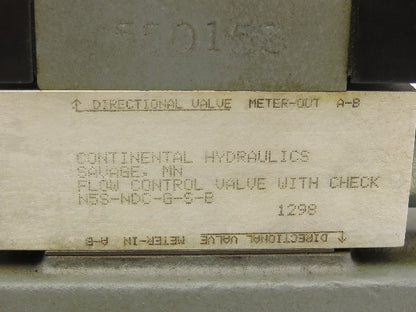 ↑ DIRECTIONAL VALVE METER-OUT A-B
CONTINENTAL HYDRAULICS
SAVAGE, MN
FLOW CONTROL VALVE WITH CHECK
N5S-NDC-G-S-B
1298
↑ DIRECTIONAL VALVE METER-IN A-B